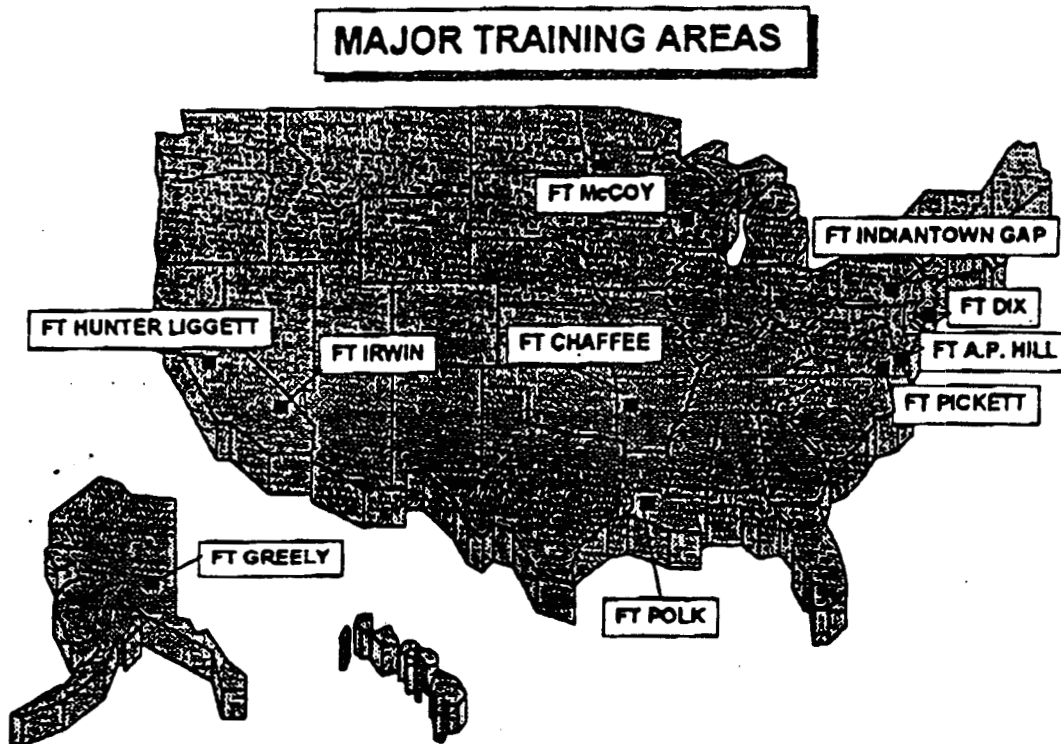 MAJOR TRAINING AREAS
FT McCOY
FT INDIANTOWN GAP
FT DIX
FT HUNTER LIGGETT
FT IRWIN
FT CHAFFEE
FT A.P. HILL
FT PICKETT
FT GREELY
FT POLK